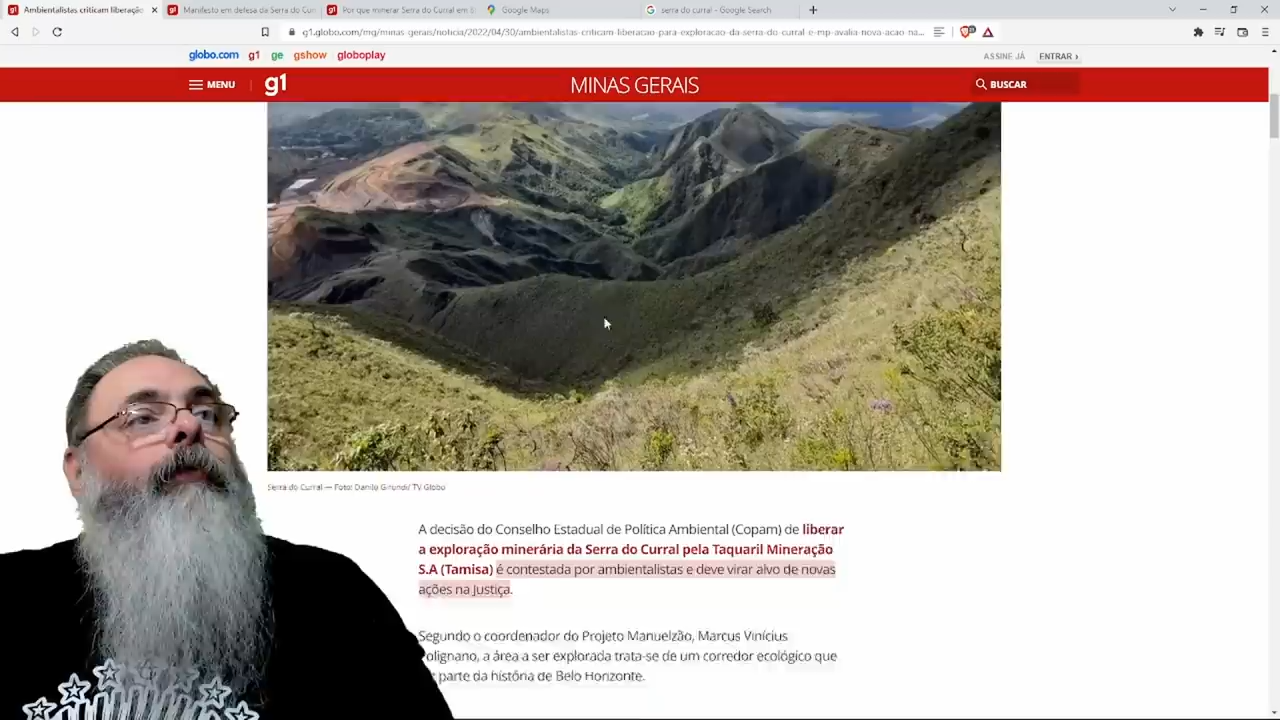 Ambientalistas criticam liberação
Manifesto em defesa da Serra do Cur
Por que minerar Serra do Curral em B
Google Maps
serra do curral - Google Search
g1.globo.com/mg/minas-gerais/noticia/2022/04/30/ambientalistas-criticam-liberacao-para-exploracao-da-serra-do-curral-e-mp-avalia-nova-acao-na...
globo.com g1 ge gshow globoplay
ASSINE JÁ ENTRAR ›
MENU g1 MINAS GERAIS BUSCAR
Serra do Curral — Foto: Danilo Girundi/ TV Globo
A decisão do Conselho Estadual de Política Ambiental (Copam) de liberar
a exploração minerária da Serra do Curral pela Taquaril Mineração
S.A (Tamisa) é contestada por ambientalistas e deve virar alvo de novas
ações na Justiça.
Segundo o coordenador do Projeto Manuelzão, Marcus Vinícius
olignano, a área a ser explorada trata-se de um corredor ecológico que
parte da história de Belo Horizonte.